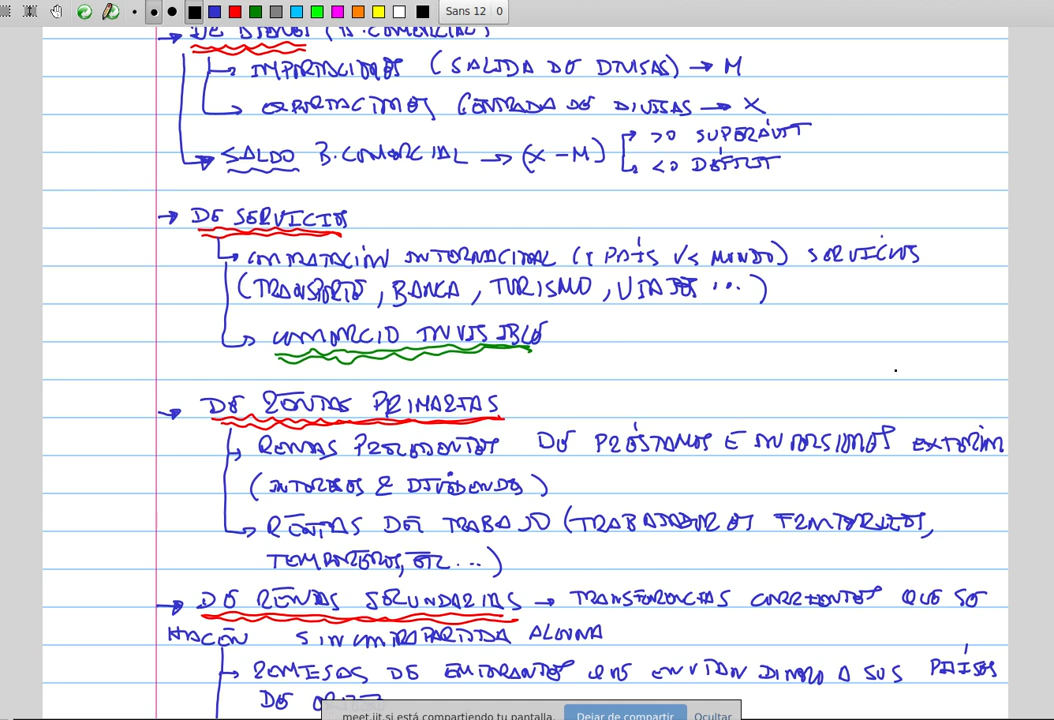 Sans 12 0
→ DE BIENES (B. COMERCIAL)
→ IMPORTACIONES (SALIDA DE DIVISAS) → M
→ EXPORTACIONES (ENTRADA DE DIVISAS → X
→ SALDO B. COMERCIAL → (X - M) > 0 SUPERÁVIT
< 0 DÉFICIT
→ DE SERVICIOS
→ CONTRATACIÓN INTERNACIONAL (1 PAÍS VS MUNDO) SERVICIOS
(TRANSPORTE, BANCA, TURISMO, VIAJES ...)
→ COMERCIO INVISIBLE
→ DE RENTAS PRIMARIAS
→ RENTAS PROCEDENTES DE PRÉSTAMOS E INVERSIONES EXTERIOR
(INTERESES & DIVIDENDOS)
→ RENTAS DEL TRABAJO (TRABAJADORES FRONTERIZOS,
TEMPOREROS, ETC ...)
→ DE RENTAS SECUNDARIAS → TRANSFERENCIAS CORRIENTES QUE SE
HACEN SIN CONTRAPARTIDA ALGUNA
→ REMESAS DE EMIGRANTES QUE ENVÍAN DINERO A SUS PAÍSES
DE ORIGEN
meet.jit.si está compartiendo tu pantalla. Dejar de compartir Ocultar